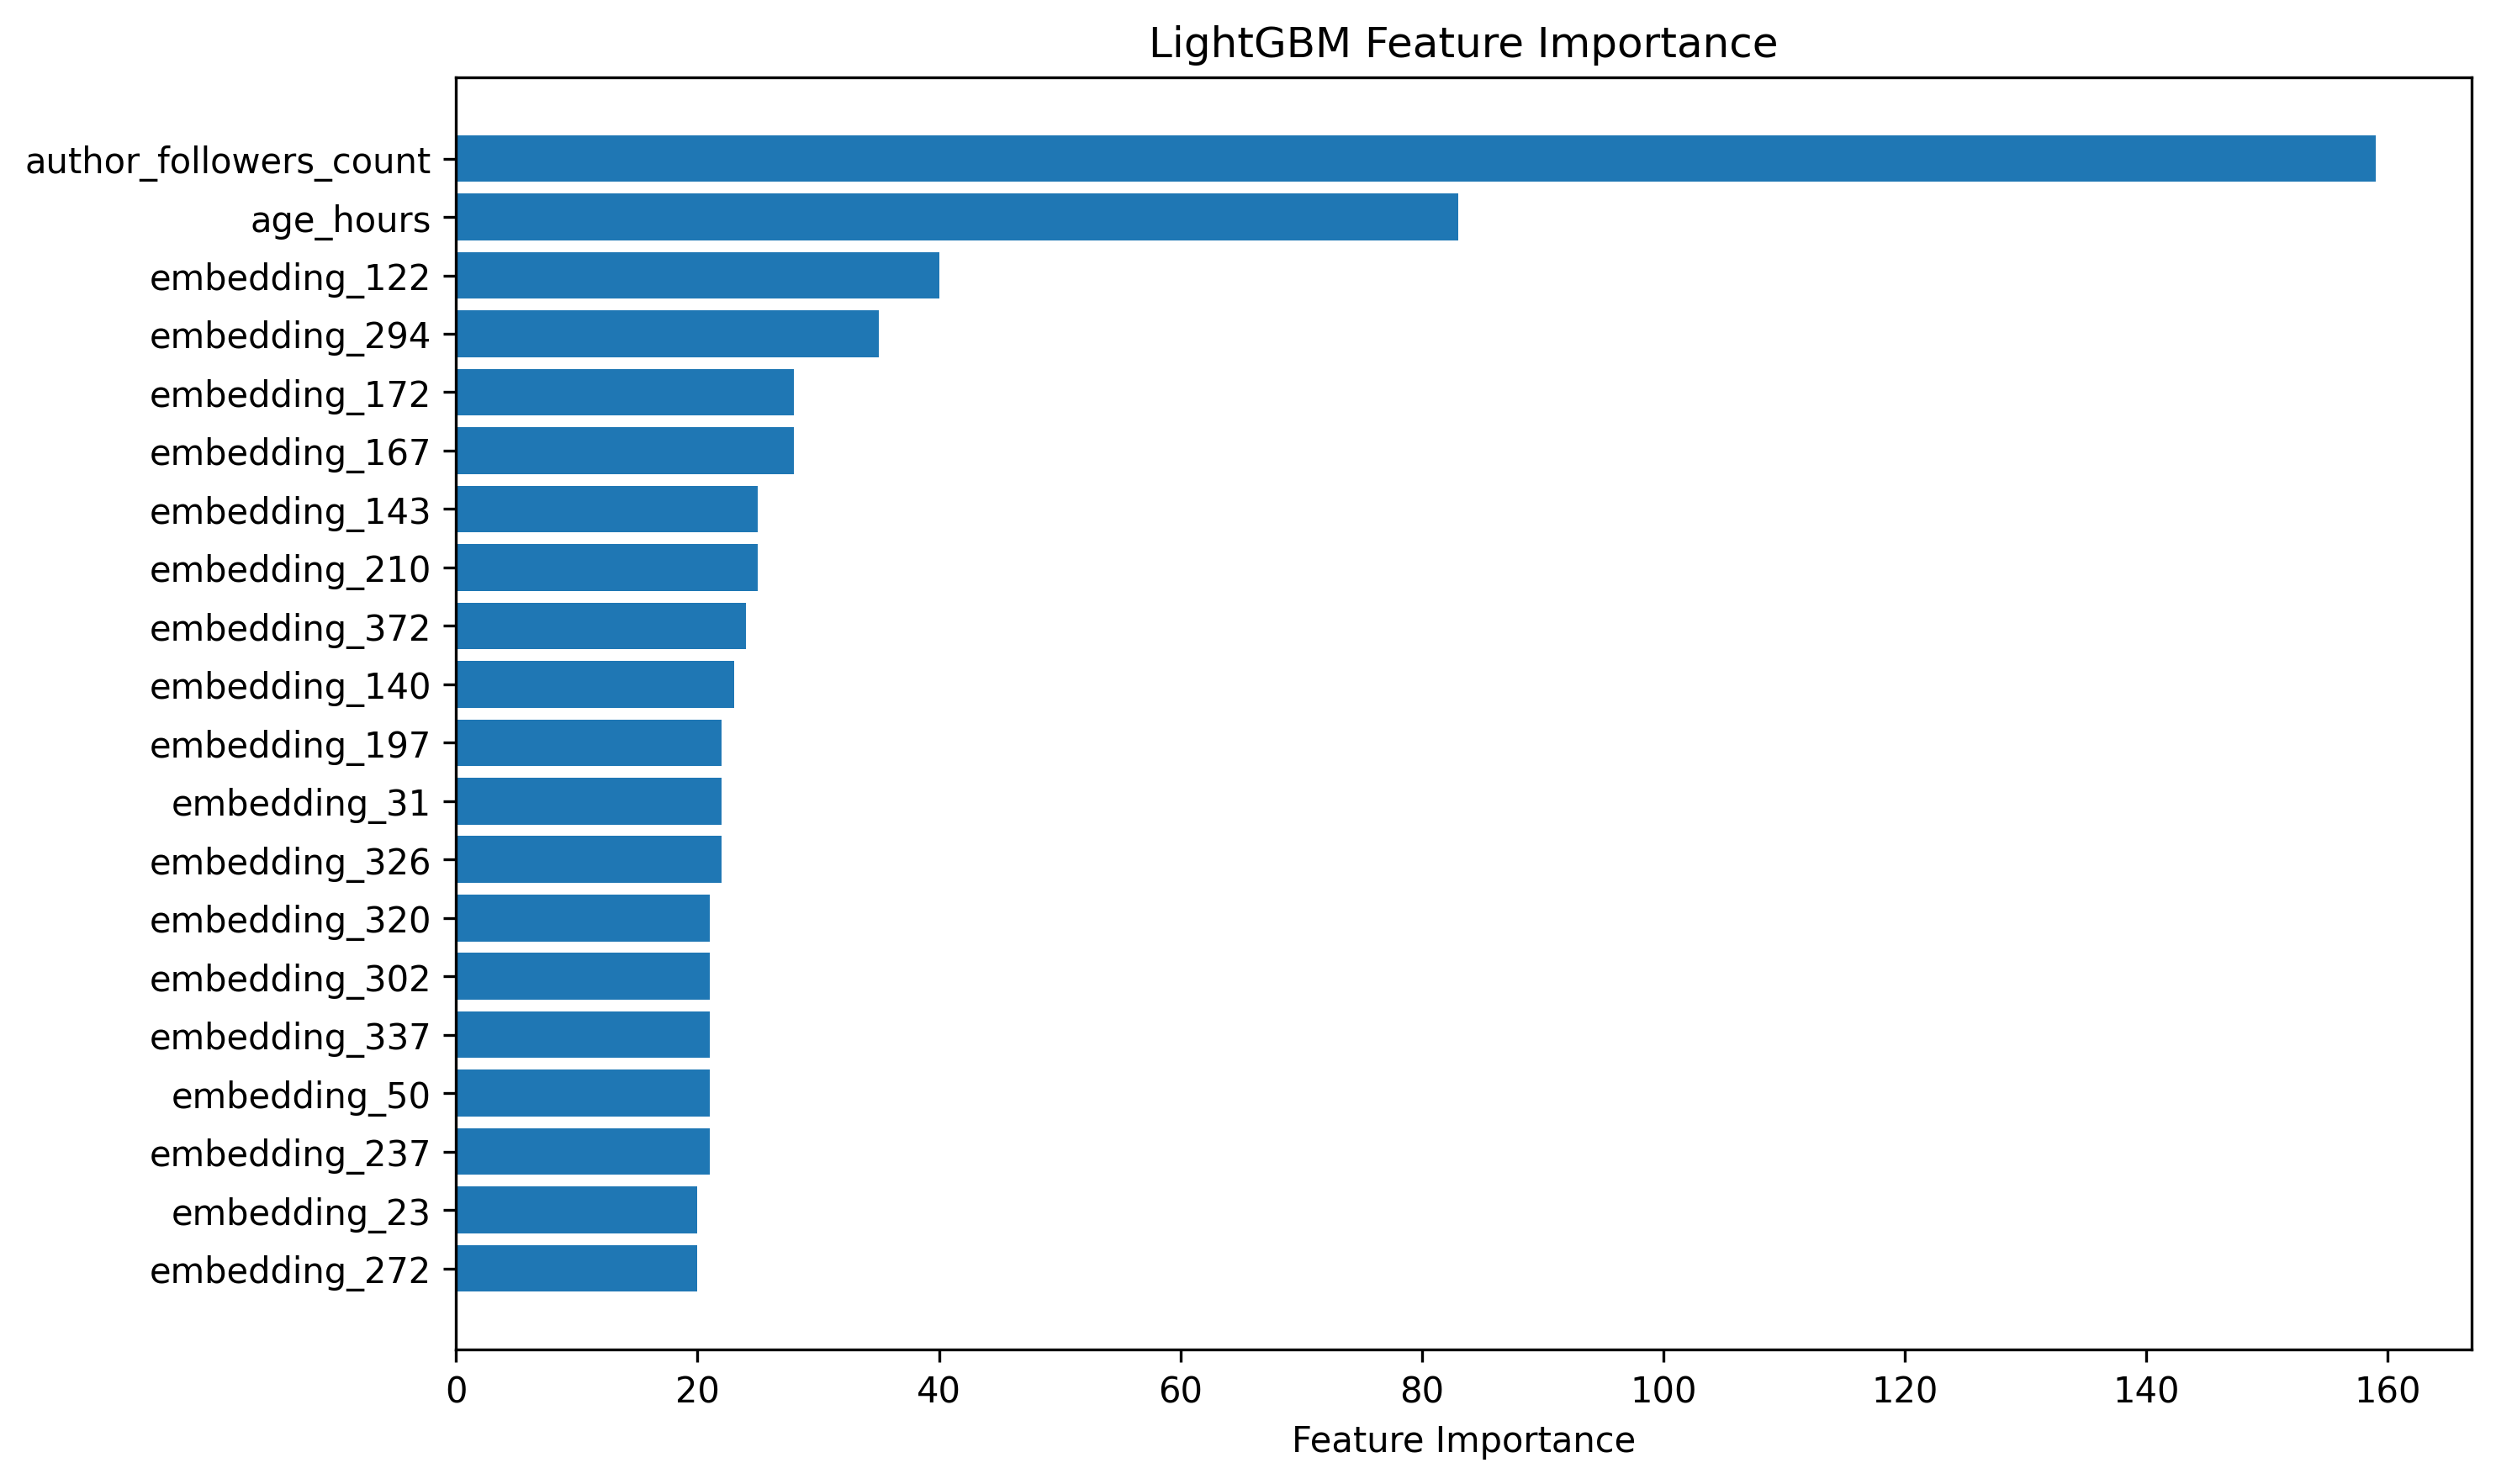 LightGBM Feature Importance
author_followers_count
age_hours
embedding_122
embedding_294
embedding_172
embedding_167
embedding_143
embedding_210
embedding_372
embedding_140
embedding_197
embedding_31
embedding_326
embedding_320
embedding_302
embedding_337
embedding_50
embedding_237
embedding_23
embedding_272
0 20 40 60 80 100 120 140 160
Feature Importance